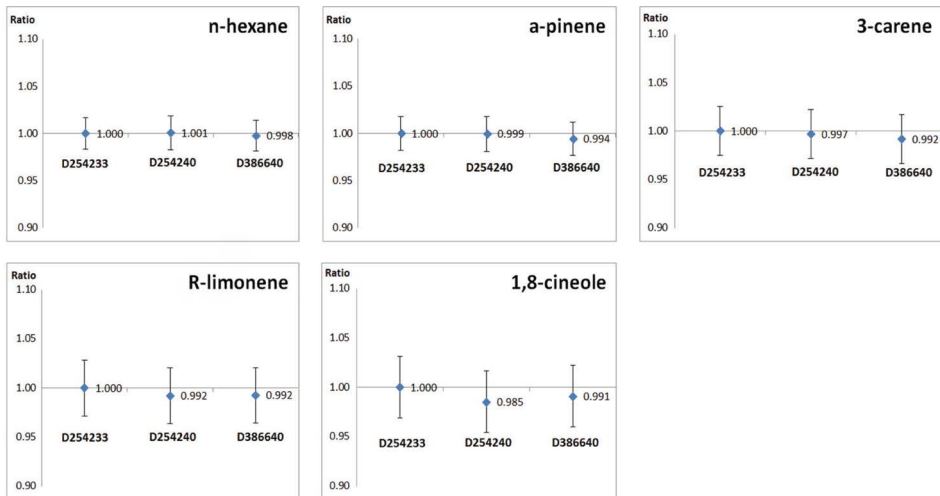 Ratio
n-hexane
1.10
1.05
1.00
0.95
0.90
1.000
1.001
0.998
D254233
D254240
D386640
Ratio
a-pinene
1.10
1.05
1.00
0.95
0.90
1.000
0.999
0.994
D254233
D254240
D386640
Ratio
3-carene
1.10
1.05
1.00
0.95
0.90
1.000
0.997
0.992
D254233
D254240
D386640
Ratio
R-limonene
1.10
1.05
1.00
0.95
0.90
1.000
0.992
0.992
D254233
D254240
D386640
Ratio
1,8-cineole
1.10
1.05
1.00
0.95
0.90
1.000
0.985
0.991
D254233
D254240
D386640